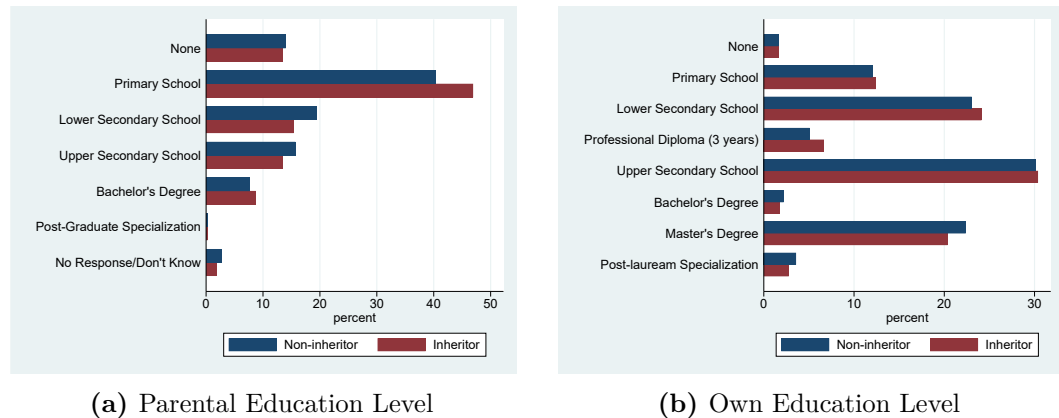 None
Primary School
Lower Secondary School
Upper Secondary School
Bachelor's Degree
Post-Graduate Specialization
No Response/Don't Know
0 10 20 30 40 50
percent
Non-inheritor Inheritor
(a) Parental Education Level
None
Primary School
Lower Secondary School
Professional Diploma (3 years)
Upper Secondary School
Bachelor's Degree
Master's Degree
Post-lauream Specialization
0 10 20 30
percent
Non-inheritor Inheritor
(b) Own Education Level